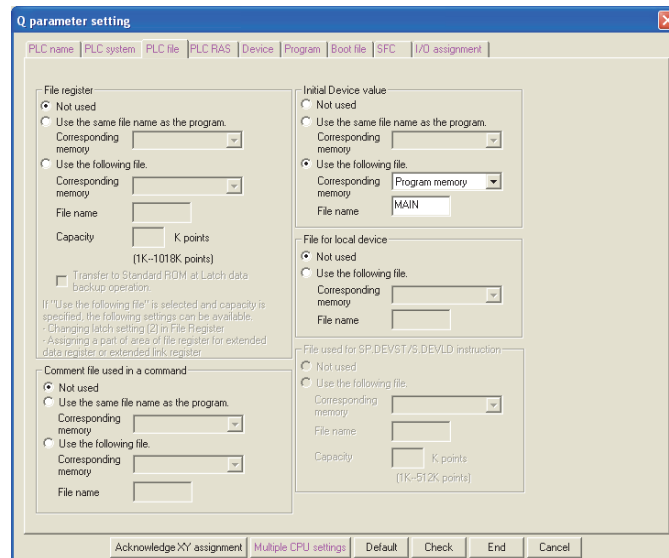 Q parameter setting
PLC name PLC system PLC file PLC RAS Device Program Boot file SFC I/O assignment
File register
Not used
Use the same file name as the program.
Corresponding
memory
Use the following file.
Corresponding
memory
File name
Capacity K points
(1K--1018K points)
Transfer to Standard ROM at Latch data
backup operation.
If "Use the following file" is selected and capacity is
specified, the following settings can be available.
- Changing latch setting (2) in File Register
- Assigning a part of area of file register for extended
data register or extended link register
Comment file used in a command
Not used
Use the same file name as the program.
Corresponding
memory
Use the following file.
Corresponding
memory
File name
Initial Device value
Not used
Use the same file name as the program.
Corresponding
memory
Use the following file.
Corresponding Program memory
memory
File name MAIN
File for local device
Not used
Use the following file.
Corresponding
memory
File name
File used for SP.DEVST/S.DEVLD instruction
Not used
Use the following file.
Corresponding
memory
File name
Capacity K points
(1K--512K points)
Acknowledge XY assignment Multiple CPU settings Default Check End Cancel